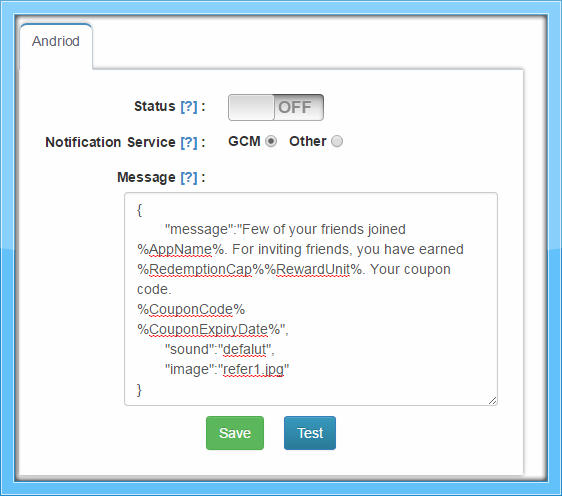 Andriod
Status [?] :
OFF
Notification Service [?] : GCM Other
Message [?] :
{
"message":"Few of your friends joined
%AppName%. For inviting friends, you have earned
%RedemptionCap%%RewardUnit%. Your coupon
code.
%CouponCode%
%CouponExpiryDate%",
"sound":"defalut",
"image":"refer1.jpg"
}
Save Test